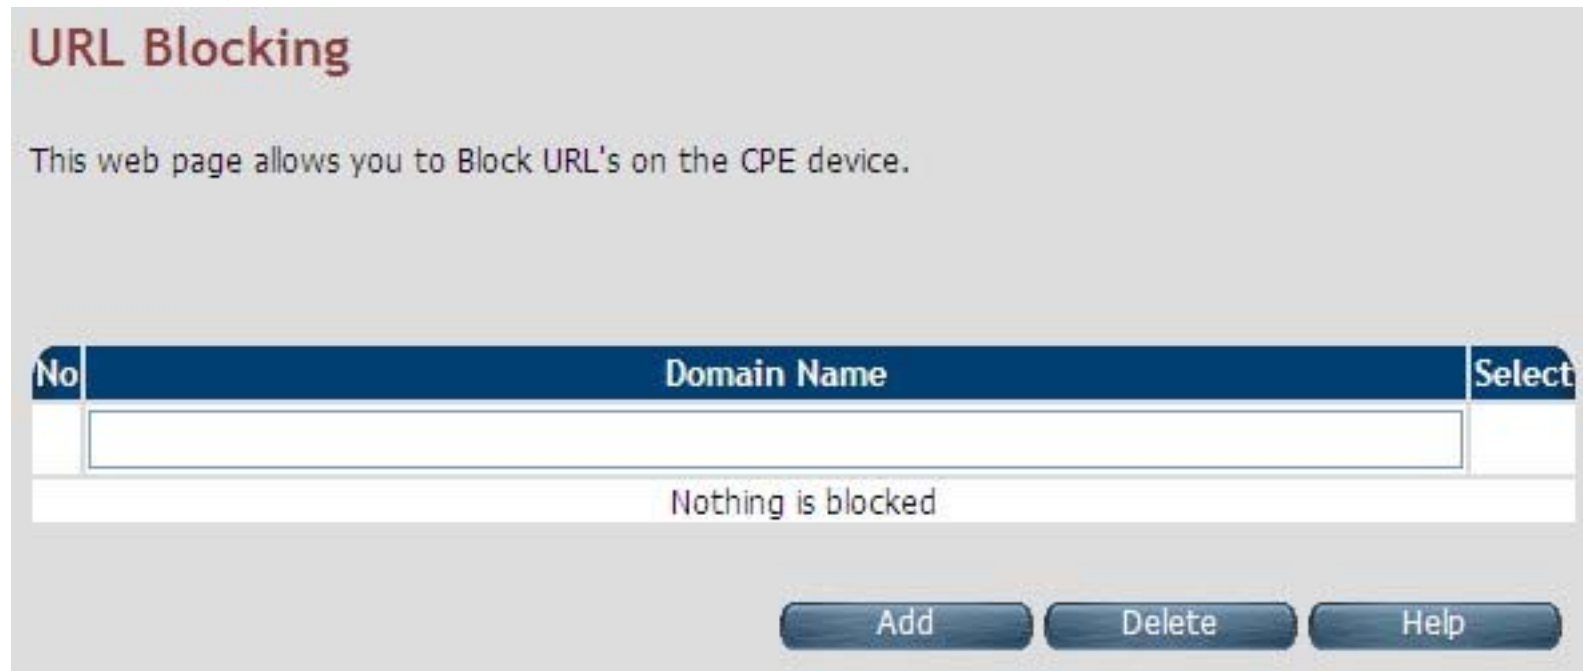 URL Blocking
This web page allows you to Block URL's on the CPE device.
No Domain Name Select
Nothing is blocked
Add Delete Help